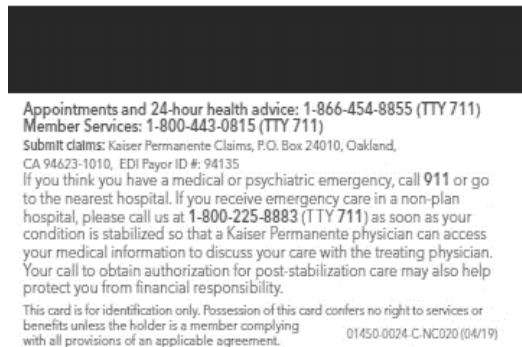 Appointments and 24-hour health advice: 1-866-454-8855 (TTY 711)
Member Services: 1-800-443-0815 (TTY 711)
Submit claims: Kaiser Permanente Claims, P.O. Box 24010, Oakland,
CA 94623-1010, EDI Payor ID #: 94135
If you think you have a medical or psychiatric emergency, call 911 or go
to the nearest hospital. If you receive emergency care in a non-plan
hospital, please call us at 1-800-225-8883 (TTY 711) as soon as your
condition is stabilized so that a Kaiser Permanente physician can access
your medical information to discuss your care with the treating physician.
Your call to obtain authorization for post-stabilization care may also help
protect you from financial responsibility.
This card is for identification only. Possession of this card confers no right to services or
benefits unless the holder is a member complying
with all provisions of an applicable agreement.
01450-0024-C-NC020 (04/19)